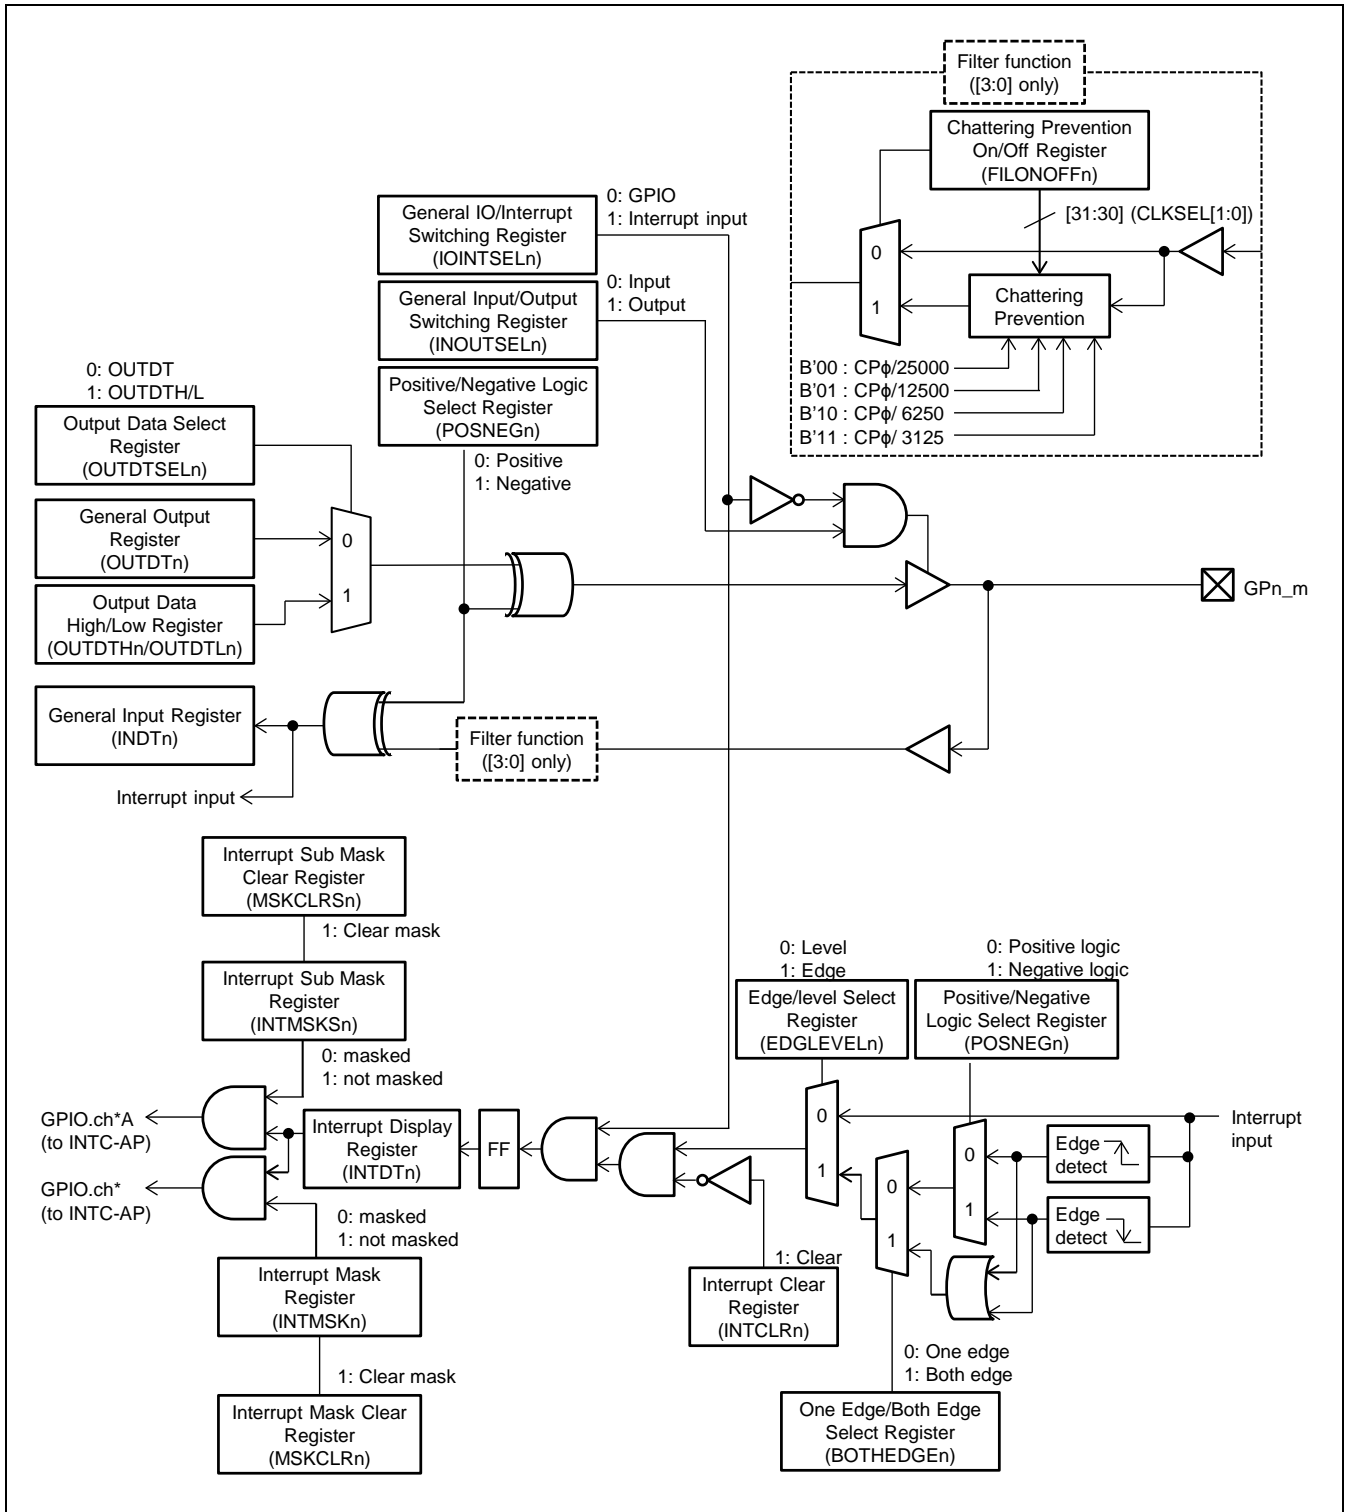 Filter function
([3:0] only)
Chattering Prevention
On/Off Register
(FILONOFFn)
[31:30] (CLKSEL[1:0])
0
1
Chattering
Prevention
B'00 : CPϕ/25000
B'01 : CPϕ/12500
B'10 : CPϕ/ 6250
B'11 : CPϕ/ 3125
General IO/Interrupt
Switching Register
(IOINTSELn)
0: GPIO
1: Interrupt input
General Input/Output
Switching Register
(INOUTSELn)
0: Input
1: Output
Positive/Negative Logic
Select Register
(POSNEGn)
0: Positive
1: Negative
0: OUTDT
1: OUTDTH/L
Output Data Select
Register
(OUTDTSELn)
General Output
Register
(OUTDTn)
Output Data
High/Low Register
(OUTDTHn/OUTDTLn)
0
1
GPn_m
General Input Register
(INDTn)
Filter function
([3:0] only)
Interrupt input
Interrupt Sub Mask
Clear Register
(MSKCLRSn)
1: Clear mask
Interrupt Sub Mask
Register
(INTMSKSn)
0: masked
1: not masked
GPIO.ch*A
(to INTC-AP)
GPIO.ch*
(to INTC-AP)
Interrupt Display
Register
(INTDTn)
FF
0: masked
1: not masked
Interrupt Mask
Register
(INTMSKn)
1: Clear mask
Interrupt Mask Clear
Register
(MSKCLRn)
0: Level
1: Edge
Edge/level Select
Register
(EDGLEVELn)
0: Positive logic
1: Negative logic
Positive/Negative
Logic Select Register
(POSNEGn)
0
1
0
1
0
1
Interrupt
input
Edge
detect
Edge
detect
1: Clear
Interrupt Clear
Register
(INTCLRn)
0: One edge
1: Both edge
One Edge/Both Edge
Select Register
(BOTHEDGEn)